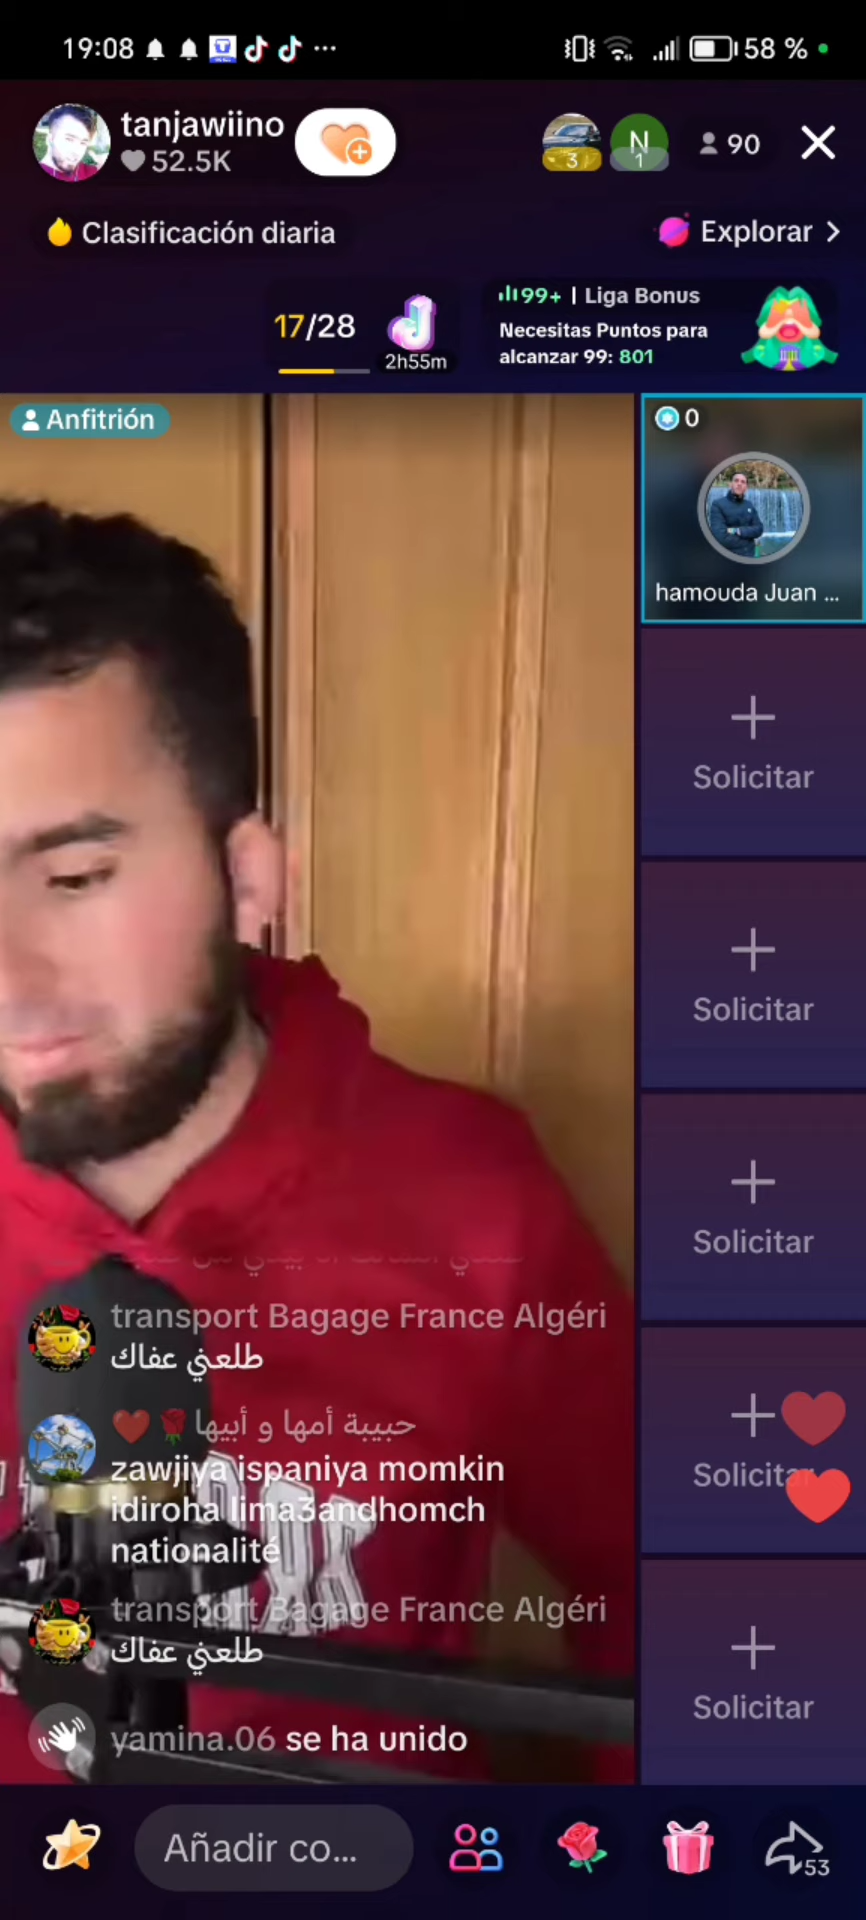 19:08
58 %
tanjawiino
52.5K
3
N
1
90
Clasificación diaria
Explorar >
17/28
2h55m
99+ | Liga Bonus
Necesitas Puntos para
alcanzar 99: 801
Anfitrión
0
hamouda Juan ...
Solicitar
Solicitar
Solicitar
Solicitar
Solicitar
transport Bagage France Algéri
طلعني عفاك
حبيبة أمها و أبيها🌹❤️
zawjiya ispaniya momkin
idiroha lima3andhomch
nationalité
transport Bagage France Algéri
طلعني عفاك
yamina.06 se ha unido
Añadir co...
53